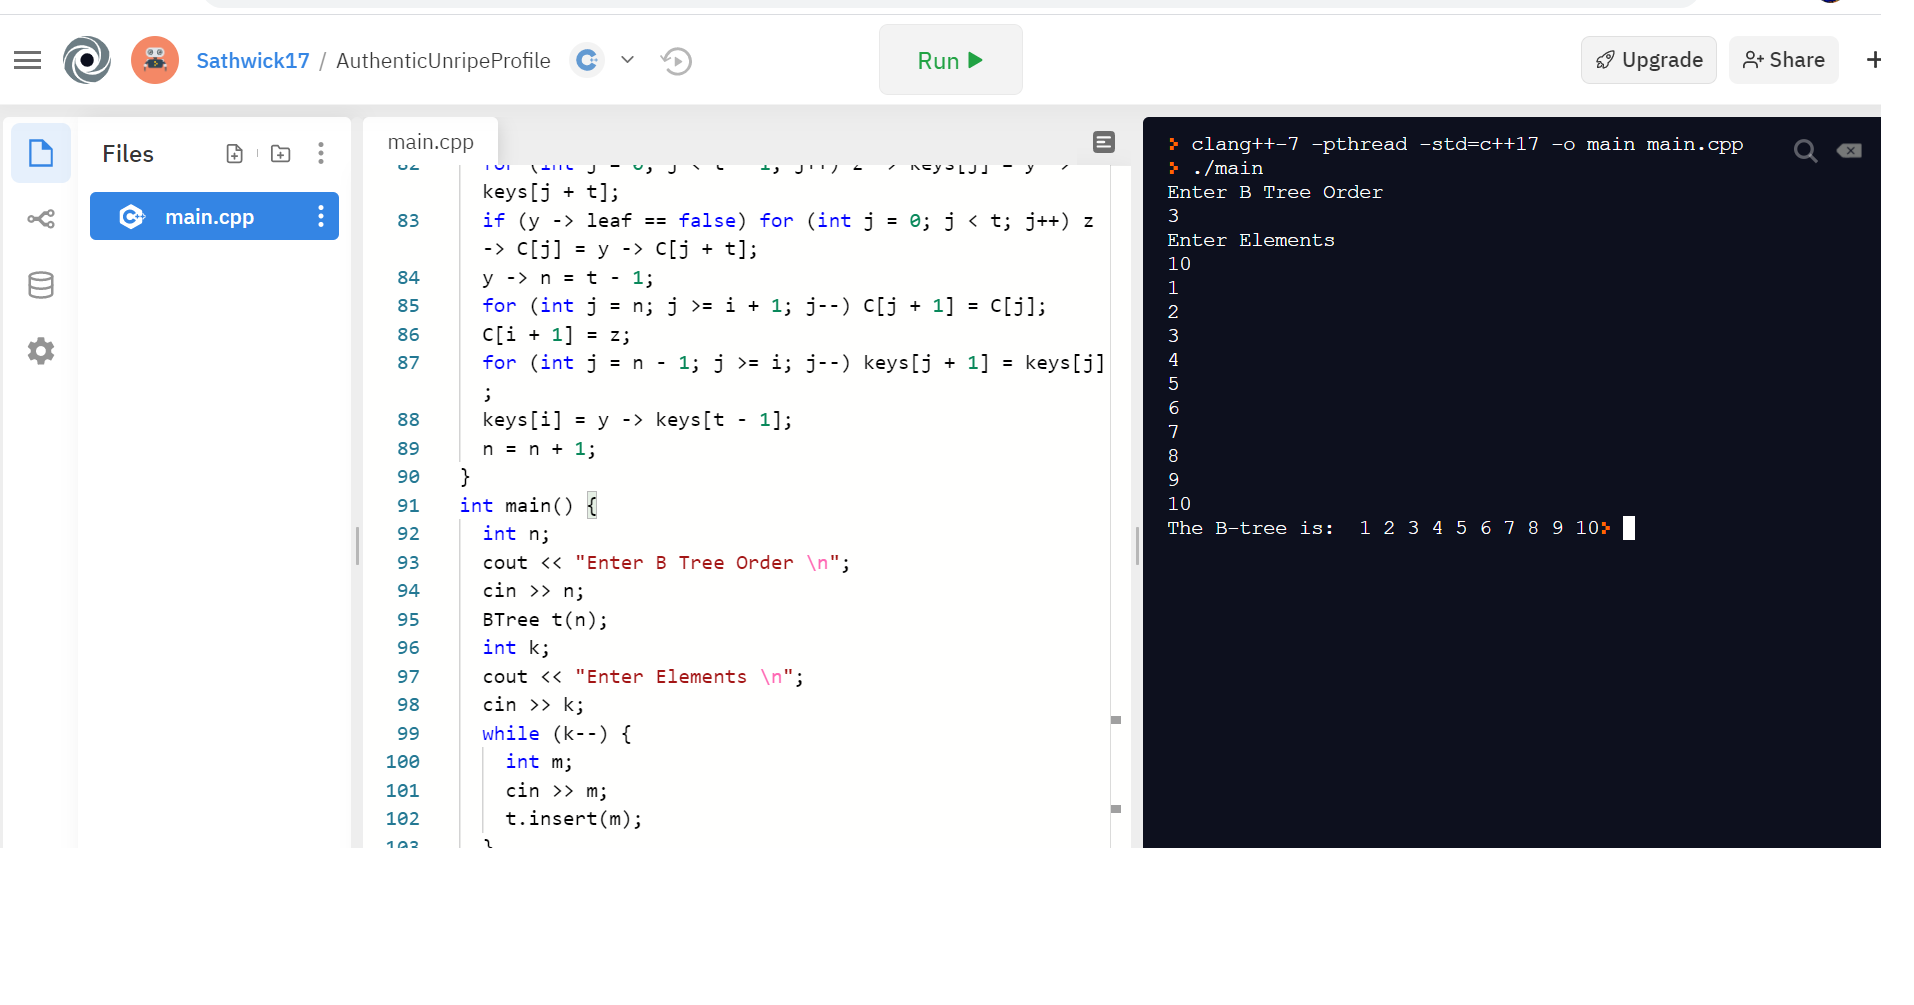 Sathwick17 / AuthenticUnripeProfile
Run
Upgrade
Share
Files
main.cpp
main.cpp
82 for (int j = 0; j < t - 1; j++) z -> keys[j] = y ->
keys[j + t];
83 if (y -> leaf == false) for (int j = 0; j < t; j++) z
-> C[j] = y -> C[j + t];
84 y -> n = t - 1;
85 for (int j = n; j >= i + 1; j--) C[j + 1] = C[j];
86 C[i + 1] = z;
87 for (int j = n - 1; j >= i; j--) keys[j + 1] = keys[j]
;
88 keys[i] = y -> keys[t - 1];
89 n = n + 1;
90 }
91 int main() {
92 int n;
93 cout << "Enter B Tree Order \n";
94 cin >> n;
95 BTree t(n);
96 int k;
97 cout << "Enter Elements \n";
98 cin >> k;
99 while (k--) {
100 int m;
101 cin >> m;
102 t.insert(m);
103 }
clang++-7 -pthread -std=c++17 -o main main.cpp
./main
Enter B Tree Order
3
Enter Elements
10
1
2
3
4
5
6
7
8
9
10
The B-tree is:  1 2 3 4 5 6 7 8 9 10